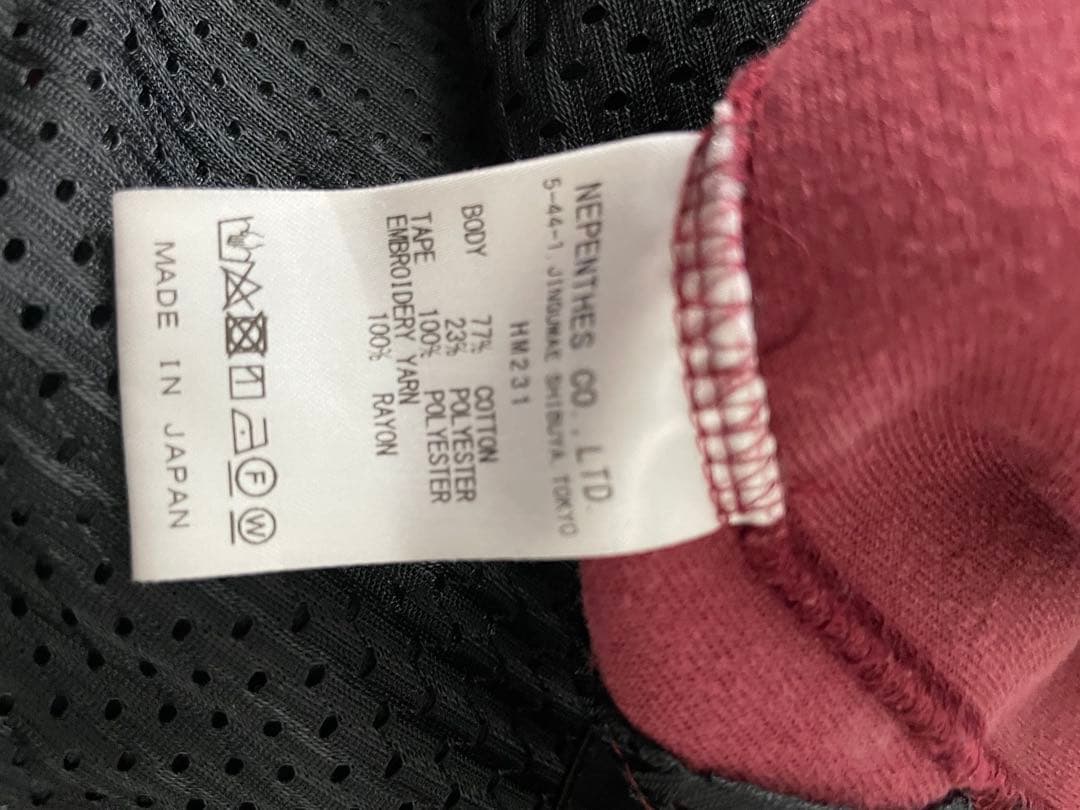 NEPENTHES CO.,LTD.
5-44-1, JINGUMAE SHIBUYA, TOKYO
HM231
BODY 77% COTTON
23% POLYESTER
TAPE 100% POLYESTER
EMBROIDERY YARN
100% RAYON
F W
MADE IN JAPAN